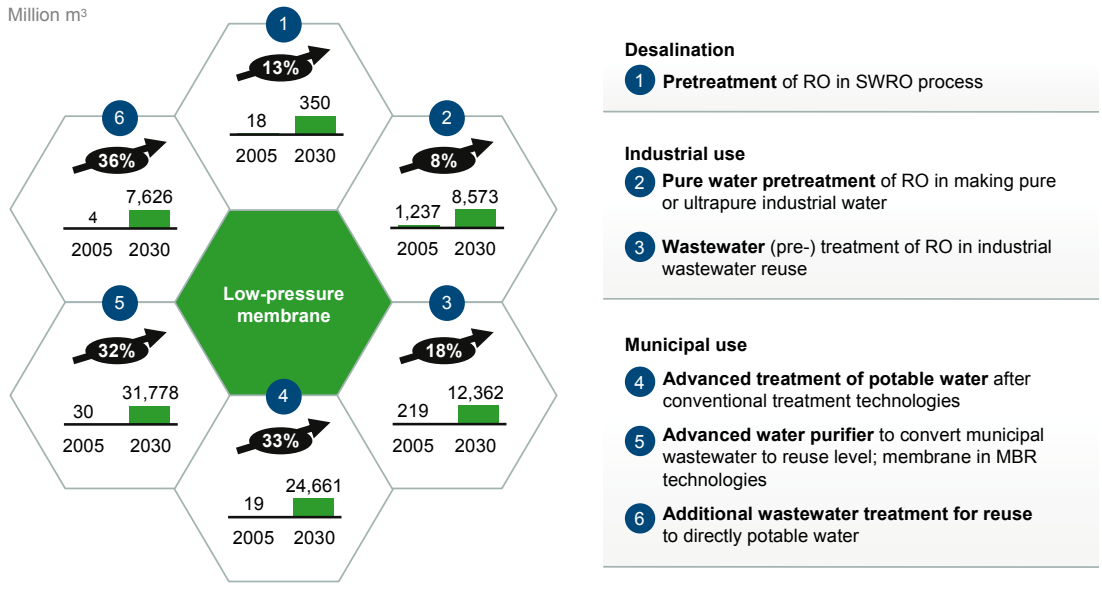 Million m³
1
13%
18
350
2005 2030
6
36%
4
7,626
2005 2030
2
8%
1,237
8,573
2005 2030
Low-pressure
membrane
5
32%
30
31,778
2005 2030
3
18%
219
12,362
2005 2030
4
33%
19
24,661
2005 2030
Desalination
1 Pretreatment of RO in SWRO process
Industrial use
2 Pure water pretreatment of RO in making pure
or ultrapure industrial water
3 Wastewater (pre-) treatment of RO in industrial
wastewater reuse
Municipal use
4 Advanced treatment of potable water after
conventional treatment technologies
5 Advanced water purifier to convert municipal
wastewater to reuse level; membrane in MBR
technologies
6 Additional wastewater treatment for reuse
to directly potable water